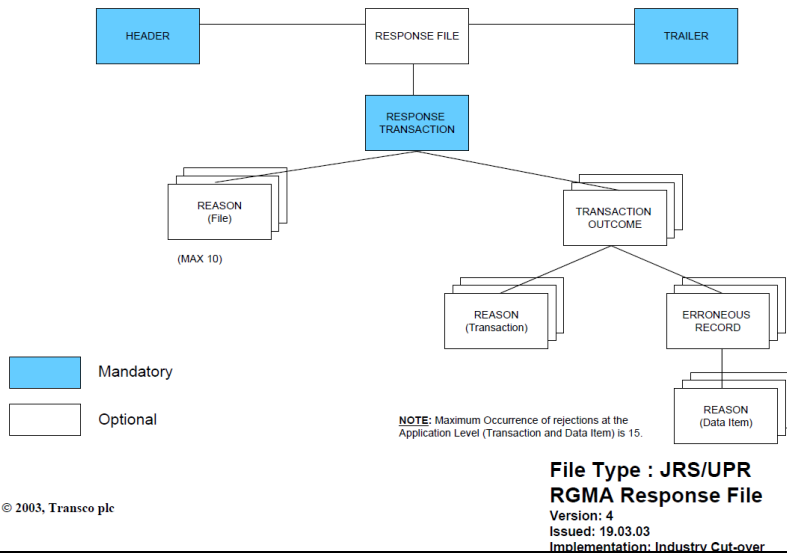 HEADER
RESPONSE FILE
TRAILER
RESPONSE
TRANSACTION
REASON
(File)
(MAX 10)
TRANSACTION
OUTCOME
REASON
(Transaction)
ERRONEOUS
RECORD
REASON
(Data Item)
Mandatory
Optional
NOTE: Maximum Occurrence of rejections at the
Application Level (Transaction and Data Item) is 15.
File Type : JRS/UPR
RGMA Response File
Version: 4
Issued: 19.03.03
Implementation: Industry Cut-over
© 2003, Transco plc